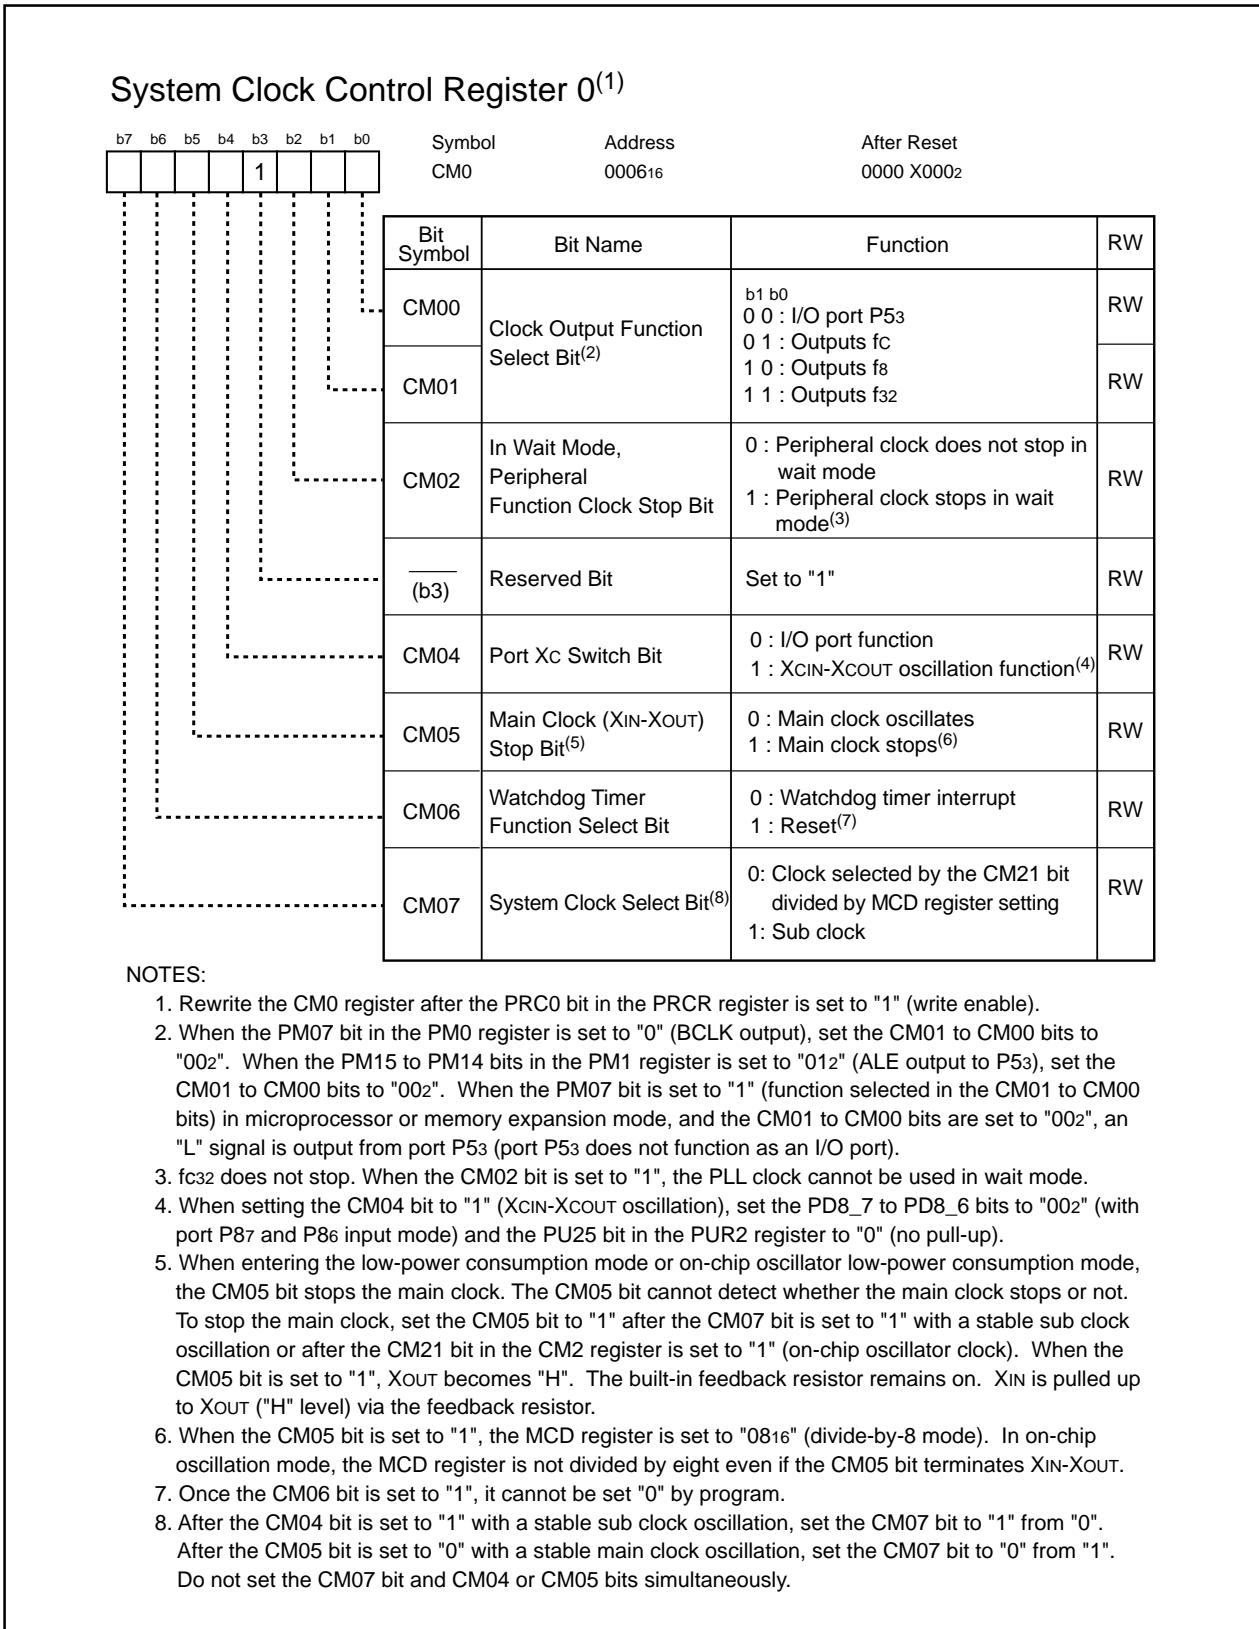 System Clock Control Register 0(1)
b7 b6 b5 b4 b3 b2 b1 b0
1
Symbol Address After Reset
CM0 000616 0000 X0002
Bit Symbol Bit Name Function RW
CM00
Clock Output Function
Select Bit(2)
b1 b0
0 0 : I/O port P53
0 1 : Outputs fC
1 0 : Outputs f8
1 1 : Outputs f32
RW
CM01
RW
CM02
In Wait Mode,
Peripheral
Function Clock Stop Bit
0 : Peripheral clock does not stop in
wait mode
1 : Peripheral clock stops in wait
mode(3)
RW
(b3)
Reserved Bit
Set to "1"
RW
CM04
Port XC Switch Bit
0 : I/O port function
1 : XCIN-XCOUT oscillation function(4)
RW
CM05
Main Clock (XIN-XOUT)
Stop Bit(5)
0 : Main clock oscillates
1 : Main clock stops(6)
RW
CM06
Watchdog Timer
Function Select Bit
0 : Watchdog timer interrupt
1 : Reset(7)
RW
CM07
System Clock Select Bit(8)
0: Clock selected by the CM21 bit
divided by MCD register setting
1: Sub clock
RW
NOTES:
1. Rewrite the CM0 register after the PRC0 bit in the PRCR register is set to "1" (write enable).
2. When the PM07 bit in the PM0 register is set to "0" (BCLK output), set the CM01 to CM00 bits to
"002". When the PM15 to PM14 bits in the PM1 register is set to "012" (ALE output to P53), set the
CM01 to CM00 bits to "002". When the PM07 bit is set to "1" (function selected in the CM01 to CM00
bits) in microprocessor or memory expansion mode, and the CM01 to CM00 bits are set to "002", an
"L" signal is output from port P53 (port P53 does not function as an I/O port).
3. fc32 does not stop. When the CM02 bit is set to "1", the PLL clock cannot be used in wait mode.
4. When setting the CM04 bit to "1" (XCIN-XCOUT oscillation), set the PD8_7 to PD8_6 bits to "002" (with
port P87 and P86 input mode) and the PU25 bit in the PUR2 register to "0" (no pull-up).
5. When entering the low-power consumption mode or on-chip oscillator low-power consumption mode,
the CM05 bit stops the main clock. The CM05 bit cannot detect whether the main clock stops or not.
To stop the main clock, set the CM05 bit to "1" after the CM07 bit is set to "1" with a stable sub clock
oscillation or after the CM21 bit in the CM2 register is set to "1" (on-chip oscillator clock). When the
CM05 bit is set to "1", XOUT becomes "H". The built-in feedback resistor remains on. XIN is pulled up
to XOUT ("H" level) via the feedback resistor.
6. When the CM05 bit is set to "1", the MCD register is set to "0816" (divide-by-8 mode). In on-chip
oscillation mode, the MCD register is not divided by eight even if the CM05 bit terminates XIN-XOUT.
7. Once the CM06 bit is set to "1", it cannot be set "0" by program.
8. After the CM04 bit is set to "1" with a stable sub clock oscillation, set the CM07 bit to "1" from "0".
After the CM05 bit is set to "0" with a stable main clock oscillation, set the CM07 bit to "0" from "1".
Do not set the CM07 bit and CM04 or CM05 bits simultaneously.